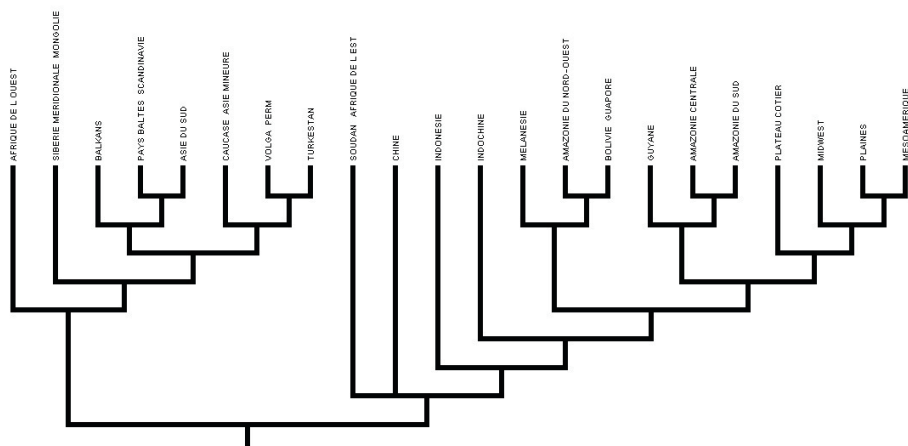 AFRIQUE DE L OUEST
SIBERIE MERIDIONALE MONGOLIE
BALKANS
PAYS BALTES SCANDINAVIE
ASIE DU SUD
CAUCASE ASIE MINEURE
VOLGA PERM
TURKESTAN
SOUDAN AFRIQUE DE L EST
CHINE
INDONESIE
INDOCHINE
MELANESIE
AMAZONIE DU NORD-OUEST
BOLIVIE GUAPORE
GUYANE
AMAZONIE CENTRALE
AMAZONIE DU SUD
PLATEAU COTIER
MIDWEST
PLAINES
MESOAMERIQUE